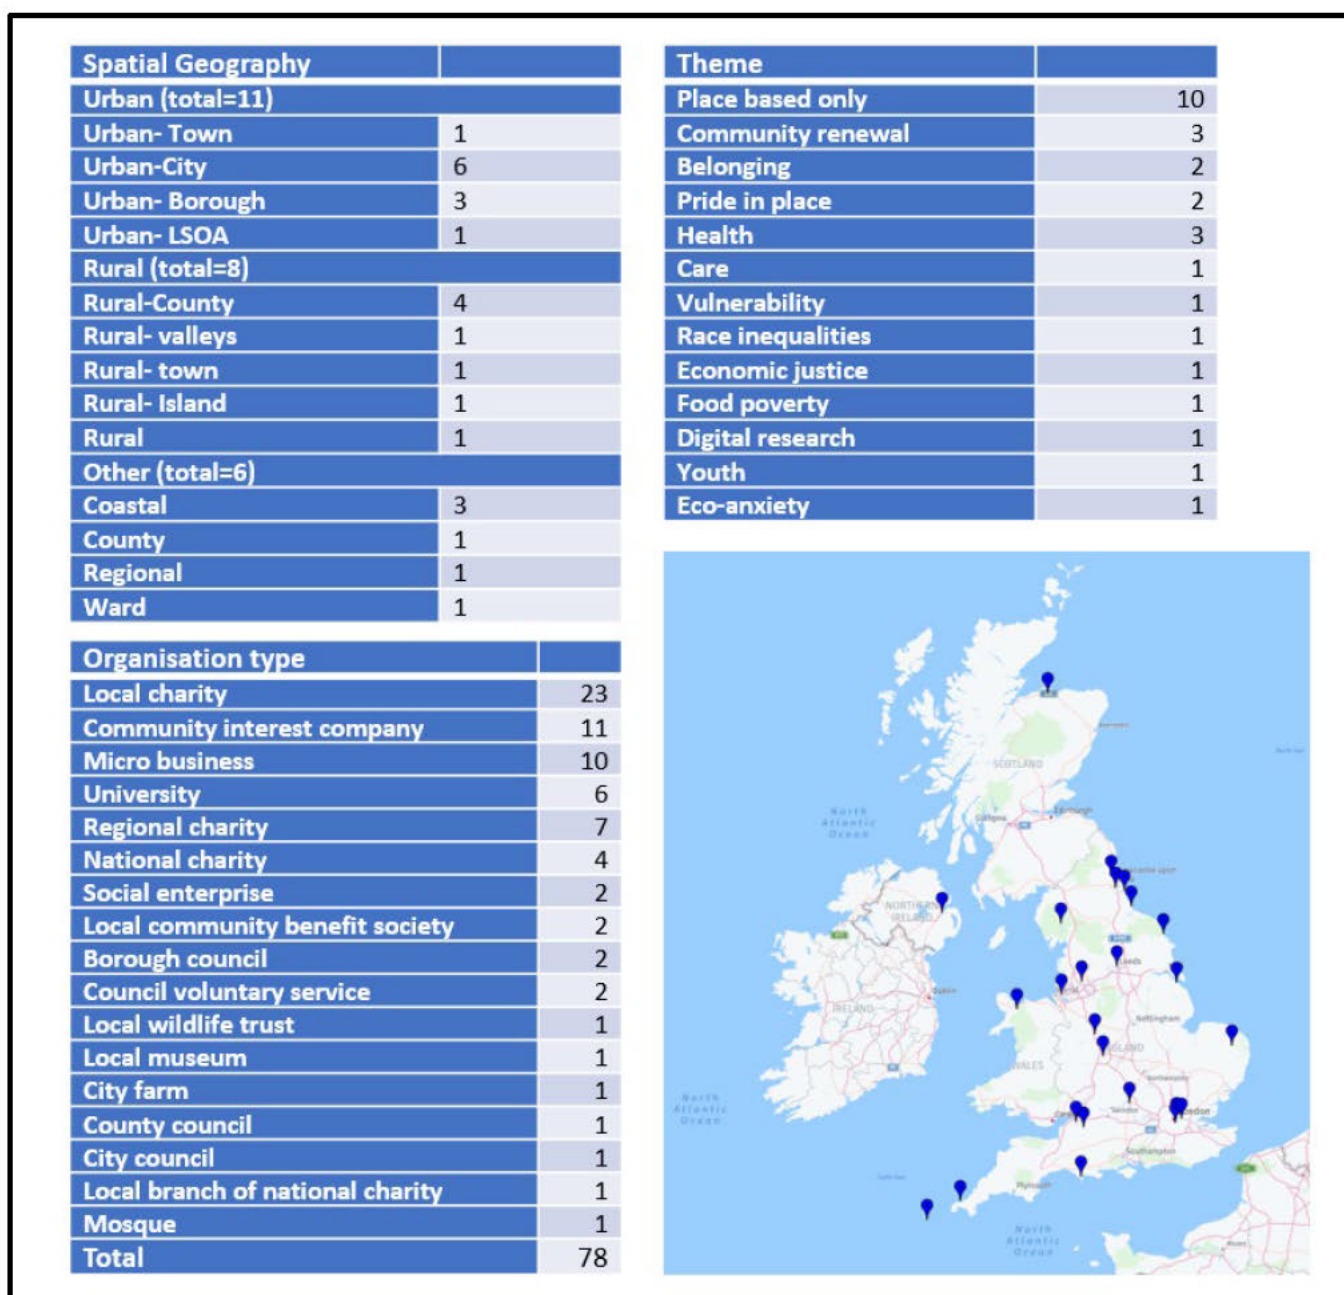 Spatial Geography
Urban (total=11)
Urban- Town 1
Urban-City 6
Urban- Borough 3
Urban- LSOA 1
Rural (total=8)
Rural-County 4
Rural- valleys 1
Rural- town 1
Rural- Island 1
Rural 1
Other (total=6)
Coastal 3
County 1
Regional 1
Ward 1
Organisation type
Local charity 23
Community interest company 11
Micro business 10
University 6
Regional charity 7
National charity 4
Social enterprise 2
Local community benefit society 2
Borough council 2
Council voluntary service 2
Local wildlife trust 1
Local museum 1
City farm 1
County council 1
City council 1
Local branch of national charity 1
Mosque 1
Total 78
Theme
Place based only 10
Community renewal 3
Belonging 2
Pride in place 2
Health 3
Care 1
Vulnerability 1
Race inequalities 1
Economic justice 1
Food poverty 1
Digital research 1
Youth 1
Eco-anxiety 1
SCOTLAND
North
Atlantic
Ocean
Edinburgh
NORTHERN
IRELAND
Leeds
Dublin
IRELAND
Nottingham
WALES
North
Atlantic
Ocean
Swindon
Southampton
Plymouth
North
Atlantic
Ocean